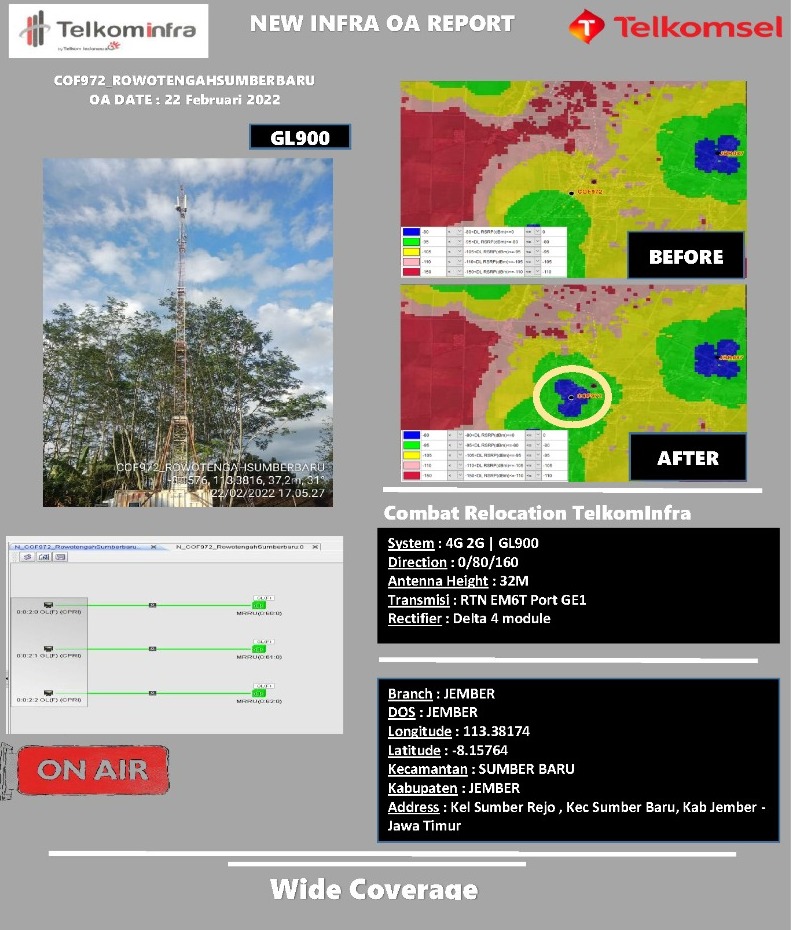 Telkominfra
by Telkom Indonesia
NEW INFRA OA REPORT
Telkomsel
COF972_ROWOTENGAHSUMBERBARU
OA DATE : 22 Februari 2022
GL900
COF972_ROWOTENGAHSUMBERBARU
113,3816, 37,2m, 31°
22/02/2022 17.05.27
COF972
-80 < -80<DL RSRP(dBm)<=0 <= 0
-95 < -95<DL RSRP(dBm)<=-80 <= -80
-105 < -105<DL RSRP(dBm)<=-95 <= -95
-110 < -110<DL RSRP(dBm)<=-105 <= -105
-150 < -150<DL RSRP(dBm)<=-110 <= -110
BEFORE
COF972
-80 < -80<DL RSRP(dBm)<=0 <= 0
-95 < -95<DL RSRP(dBm)<=-80 <= -80
-105 < -105<DL RSRP(dBm)<=-95 <= -95
-110 < -110<DL RSRP(dBm)<=-105 <= -105
-150 < -150<DL RSRP(dBm)<=-110 <= -110
AFTER
Combat Relocation TelkomInfra
System : 4G 2G | GL900
Direction : 0/80/160
Antenna Height : 32M
Transmisi : RTN EM6T Port GE1
Rectifier : Delta 4 module
N_COF972_RowotengahSumberbaru... N_COF972_RowotengahSumberbaru:0
GL(F)
0:0:2:0 GL(F) (CPRI) MRRU(0:60:0)
GL(F)
0:0:2:1 GL(F) (CPRI) MRRU(0:61:0)
GL(F)
0:0:2:2 GL(F) (CPRI) MRRU(0:62:0)
ON AIR
Branch : JEMBER
DOS : JEMBER
Longitude : 113.38174
Latitude : -8.15764
Kecamantan : SUMBER BARU
Kabupaten : JEMBER
Address : Kel Sumber Rejo , Kec Sumber Baru, Kab Jember -
Jawa Timur
Wide Coverage